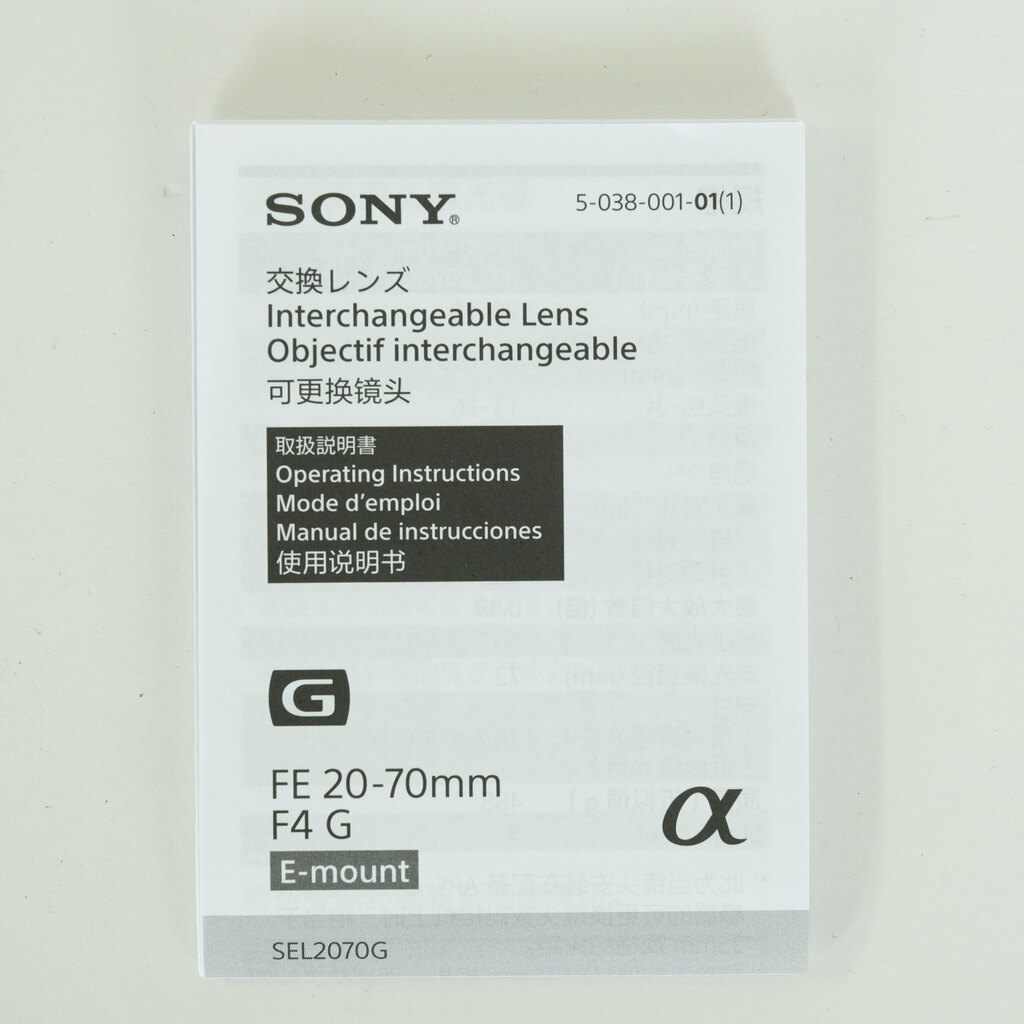 SONY®
5-038-001-01(1)
交換レンズ
Interchangeable Lens
Objectif interchangeable
可更换镜头
取扱説明書
Operating Instructions
Mode d'emploi
Manual de instrucciones
使用说明书
G
FE 20-70mm
F4 G
α
E-mount
SEL2070G